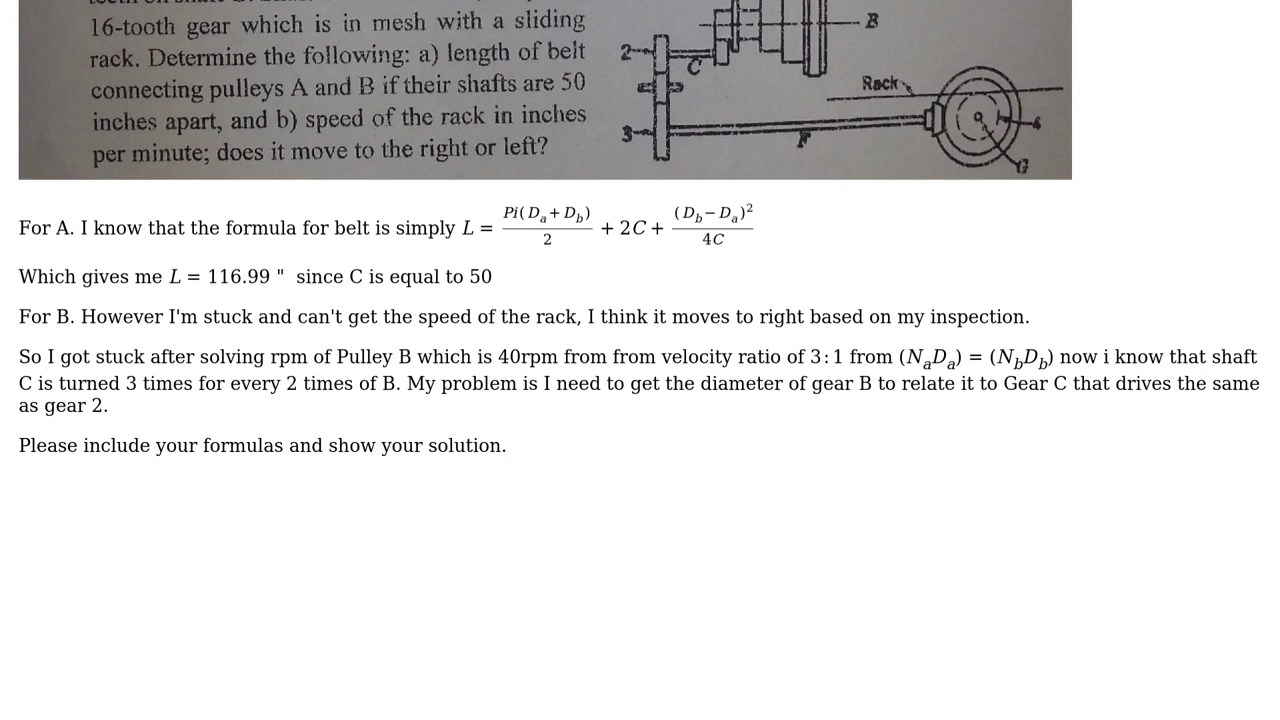 16-tooth gear which is in mesh with a sliding
rack. Determine the following: a) length of belt
connecting pulleys A and B if their shafts are 50
inches apart, and b) speed of the rack in inches
per minute; does it move to the right or left?
B
2
C
Rack
3
F
4
G
For A. I know that the formula for belt is simply L = Pi(Da + Db)/2 + 2C + (Db − Da)²/4C
Which gives me L = 116.99 " since C is equal to 50
For B. However I'm stuck and can't get the speed of the rack, I think it moves to right based on my inspection.
So I got stuck after solving rpm of Pulley B which is 40rpm from from velocity ratio of 3:1 from (NaDa) = (NbDb) now i know that shaft
C is turned 3 times for every 2 times of B. My problem is I need to get the diameter of gear B to relate it to Gear C that drives the same
as gear 2.
Please include your formulas and show your solution.